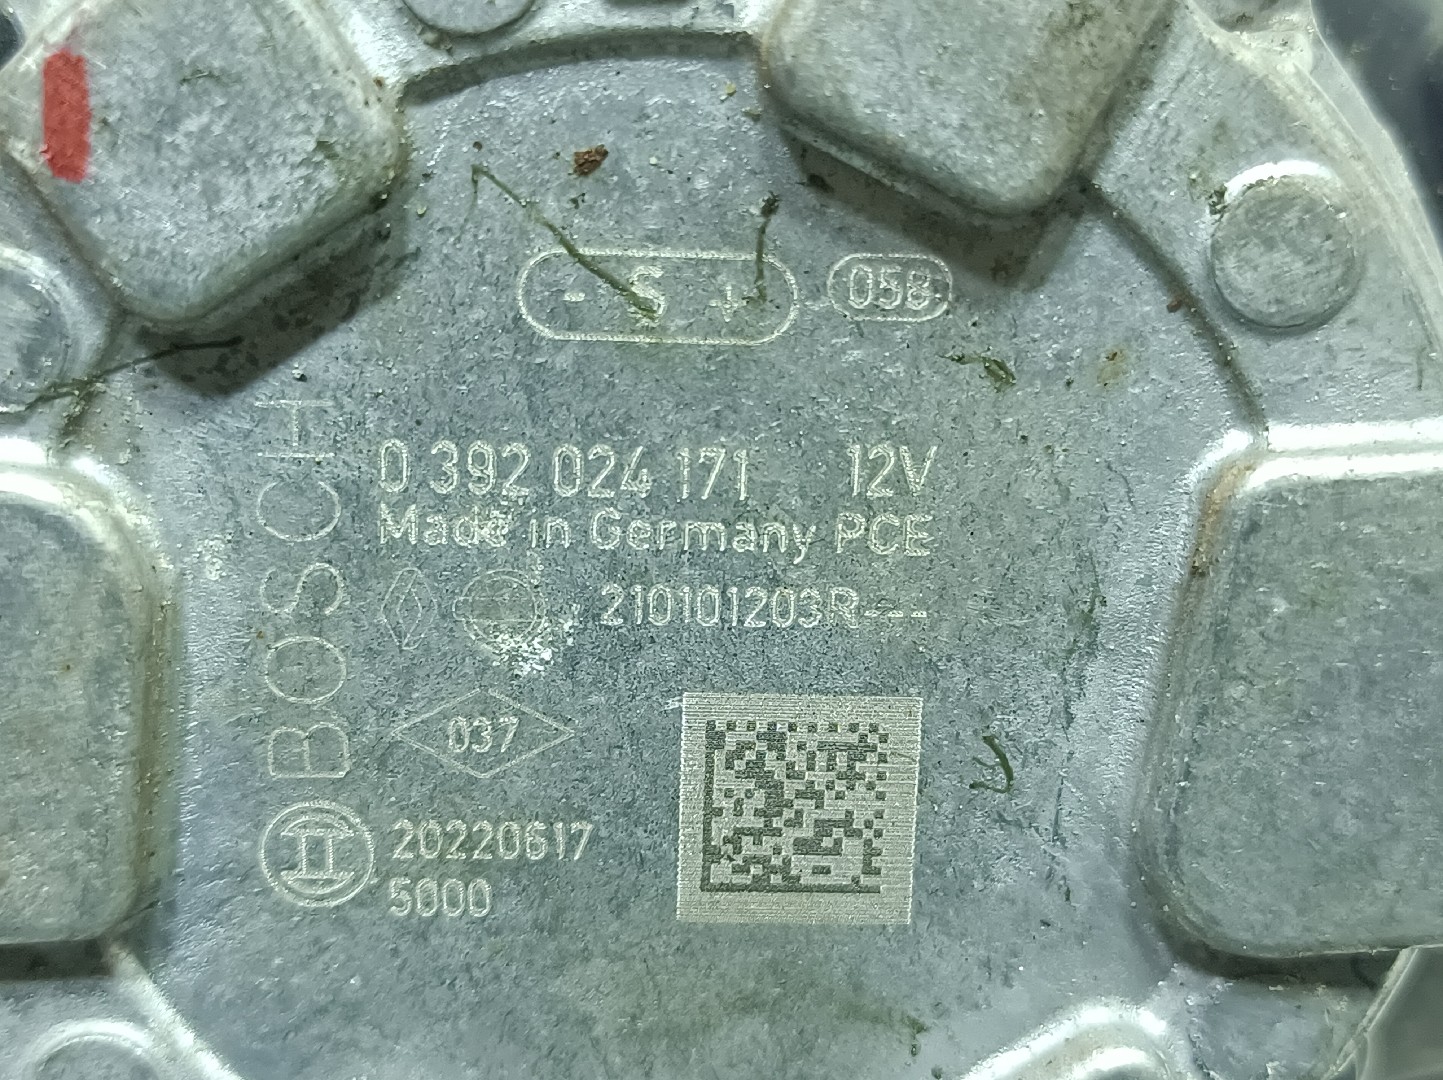 - S +
058
BOSCH
0 392 024 171 12V
Made in Germany PCE
210101203R---
037
20220617
5000